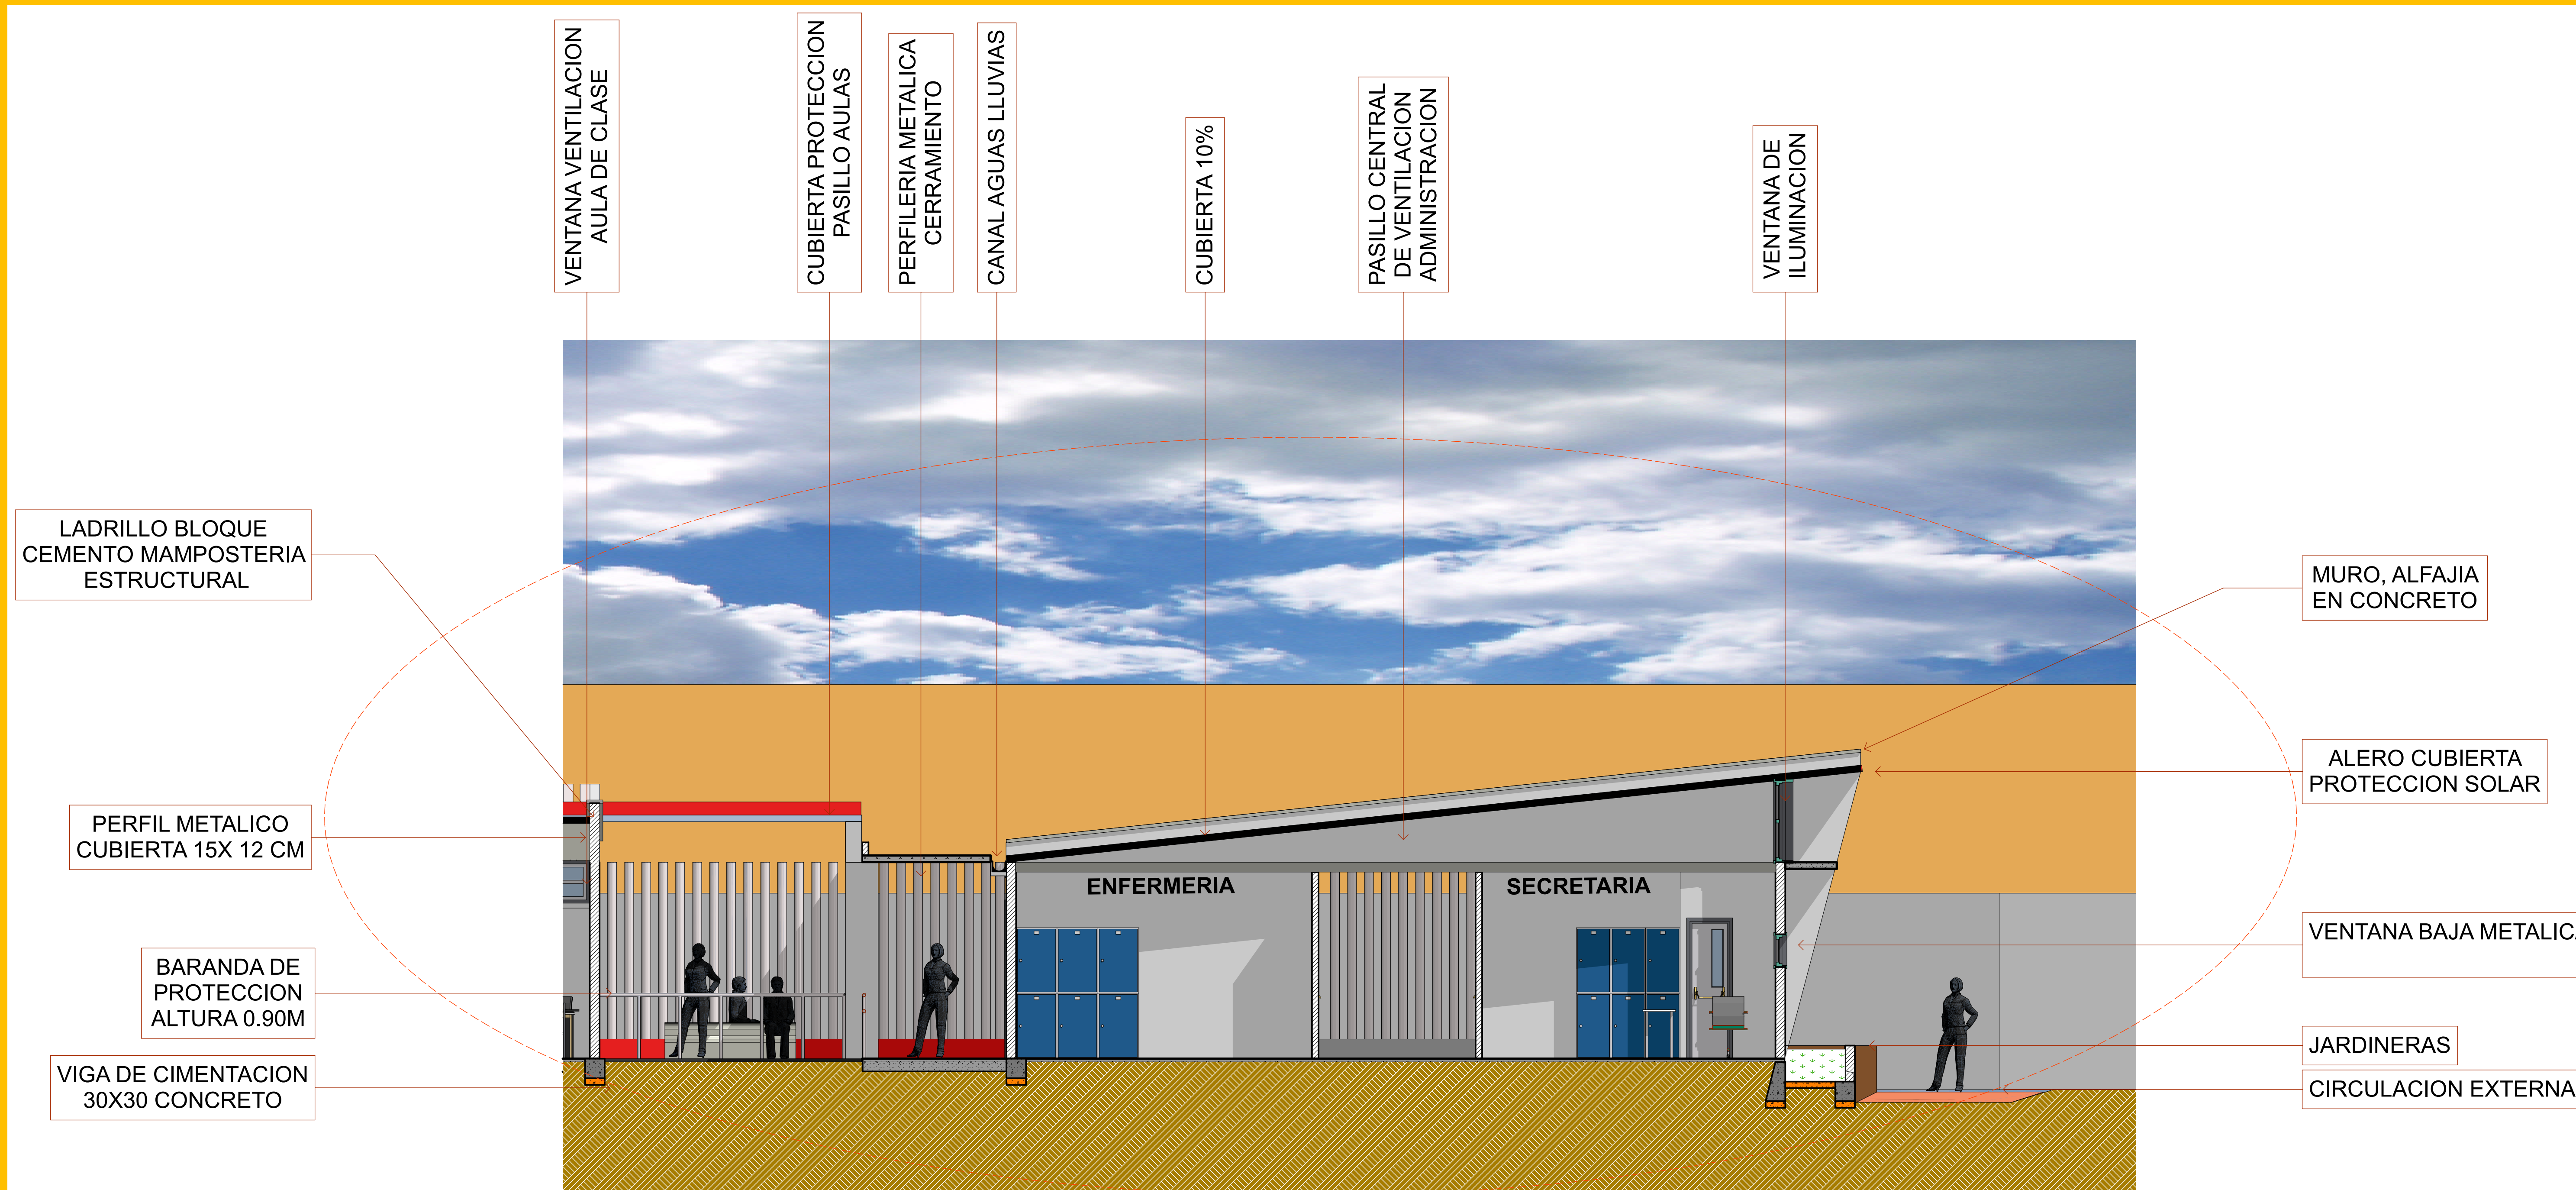 VENTANA VENTILACION
AULA DE CLASE
CUBIERTA PROTECCION
PASILLO AULAS
PERFILERIA METALICA
CERRAMIENTO
CANAL AGUAS LLUVIAS
CUBIERTA 10%
PASILLO CENTRAL
DE VENTILACION
ADMINISTRACION
VENTANA DE
ILUMINACION
LADRILLO BLOQUE
CEMENTO MAMPOSTERIA
ESTRUCTURAL
PERFIL METALICO
CUBIERTA 15X 12 CM
BARANDA DE
PROTECCION
ALTURA 0.90M
VIGA DE CIMENTACION
30X30 CONCRETO
ENFERMERIA
SECRETARIA
MURO, ALFAJIA
EN CONCRETO
ALERO CUBIERTA
PROTECCION SOLAR
VENTANA BAJA
JARDINERAS
CIRCULACION EXTERNA